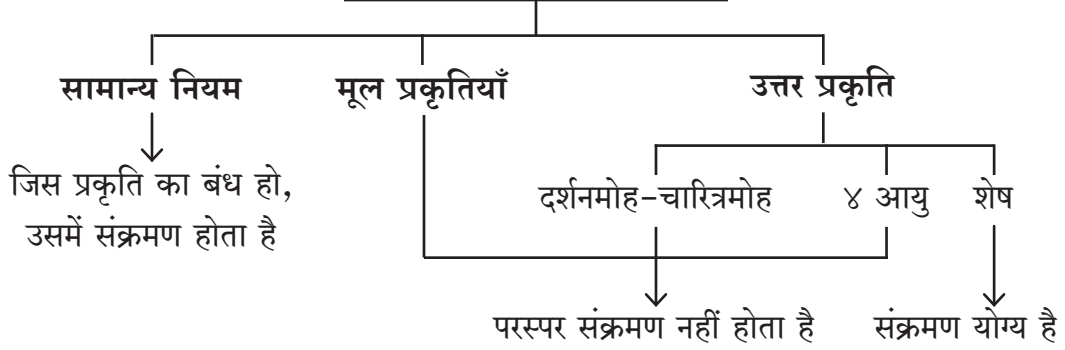 सामान्य नियम
मूल प्रकृतियाँ
उत्तर प्रकृति
जिस प्रकृति का बंध हो,
उसमें संक्रमण होता है
दर्शनमोह-चारित्रमोह
४ आयु
शेष
परस्पर संक्रमण नहीं होता है
संक्रमण योग्य है